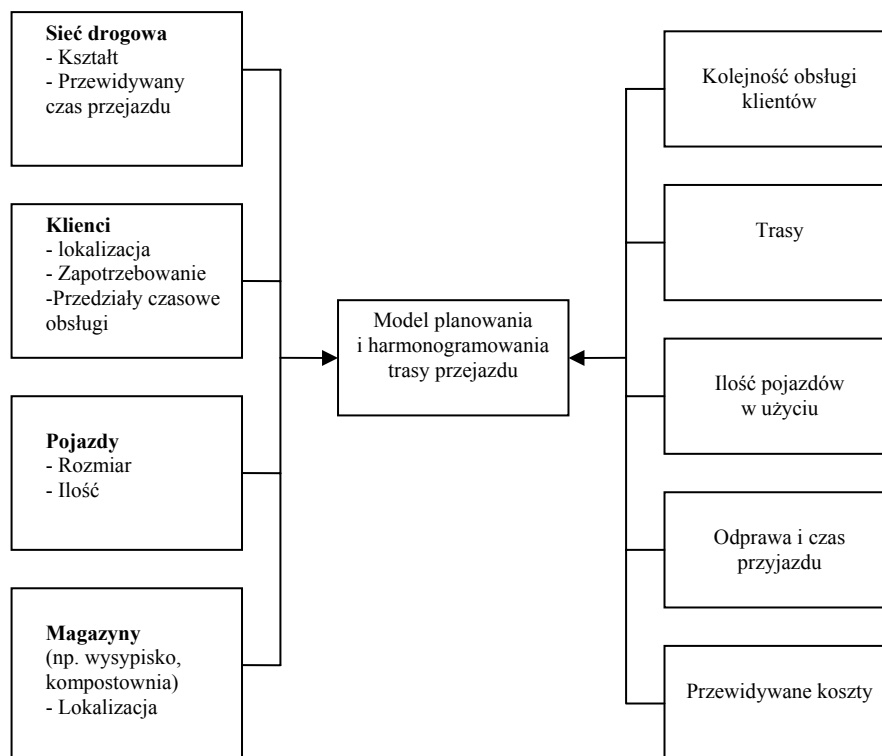 Sieć drogowa
- Kształt
- Przewidywany
czas przejazdu
Klienci
- lokalizacja
- Zapotrzebowanie
-Przedziały czasowe
obsługi
Pojazdy
- Rozmiar
- Ilość
Magazyny
(np. wysypisko,
kompostownia)
- Lokalizacja
Model planowania
i harmonogramowania
trasy przejazdu
Kolejność obsługi
klientów
Trasy
Ilość pojazdów
w użyciu
Odprawa i czas
przyjazdu
Przewidywane koszty